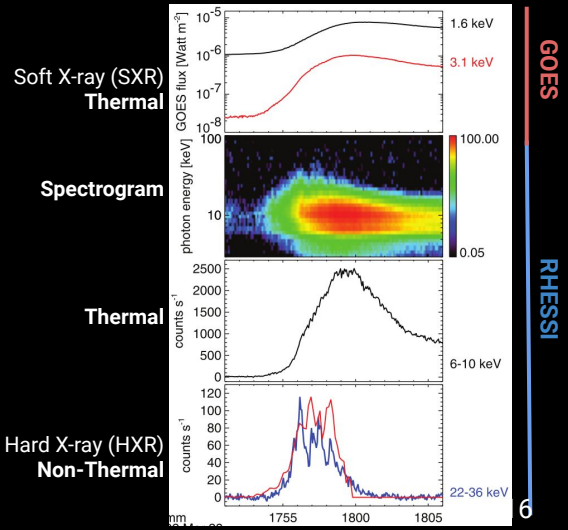 Soft X-ray (SXR)
Thermal
GOES flux [Watt m⁻²]
10⁻⁵
10⁻⁶
10⁻⁷
10⁻⁸
1.6 keV
3.1 keV
GOES
Spectrogram
photon energy [keV]
100
10
100.00
0.05
RHESSI
Thermal
counts s⁻¹
2500
2000
1500
1000
500
0
6-10 keV
Hard X-ray (HXR)
Non-Thermal
counts s⁻¹
120
100
80
60
40
20
0
22-36 keV
16
mm
1755
1800
1805